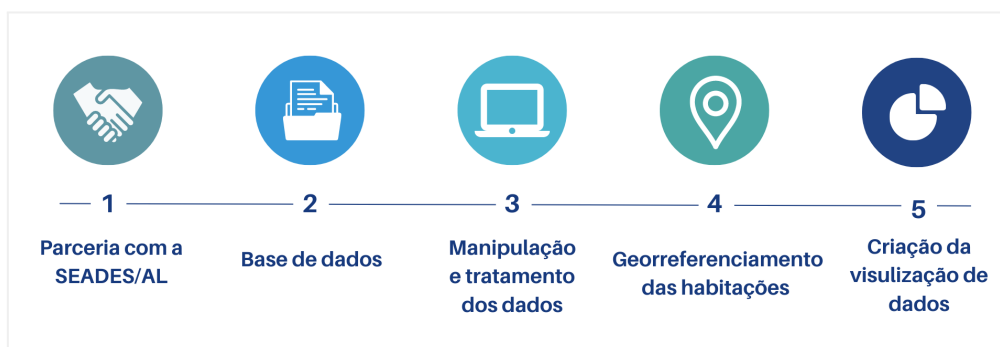 1
Parceria com a
SEADES/AL
2
Base de dados
3
Manipulação
e tratamento
dos dados
4
Georreferenciamento
das habitações
5
Criação da
visulização de
dados